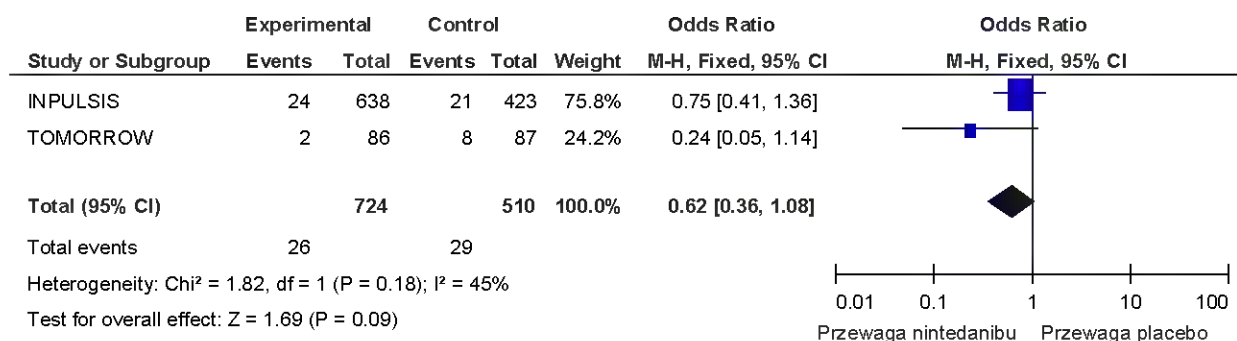 Experimental Control Odds Ratio Odds Ratio
Study or Subgroup Events Total Events Total Weight M-H, Fixed, 95% CI M-H, Fixed, 95% CI
INPULSIS 24 638 21 423 75.8% 0.75 [0.41, 1.36]
TOMORROW 2 86 8 87 24.2% 0.24 [0.05, 1.14]
Total (95% CI) 724 510 100.0% 0.62 [0.36, 1.08]
Total events 26 29
Heterogeneity: Chi² = 1.82, df = 1 (P = 0.18); I² = 45%
Test for overall effect: Z = 1.69 (P = 0.09)
0.01 0.1 1 10 100
Przewaga nintedanibu Przewaga placebo